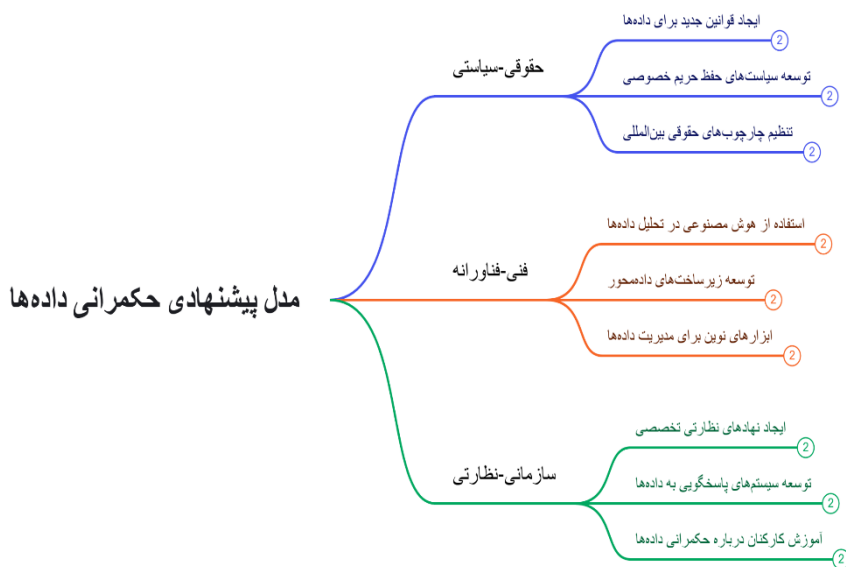 مدل پیشنهادی حکمرانی داده‌ها
حقوقی-سیاستی
ایجاد قوانین جدید برای داده‌ها
2
توسعه سیاست‌های حفظ حریم خصوصی
2
تنظیم چارچوب‌های حقوقی بین‌المللی
2
فنی-فناورانه
استفاده از هوش مصنوعی در تحلیل داده‌ها
2
توسعه زیرساخت‌های داده‌محور
2
ابزارهای نوین برای مدیریت داده‌ها
2
سازمانی-نظارتی
ایجاد نهادهای نظارتی تخصصی
2
توسعه سیستم‌های پاسخگویی به داده‌ها
2
آموزش کارکنان درباره حکمرانی داده‌ها
2